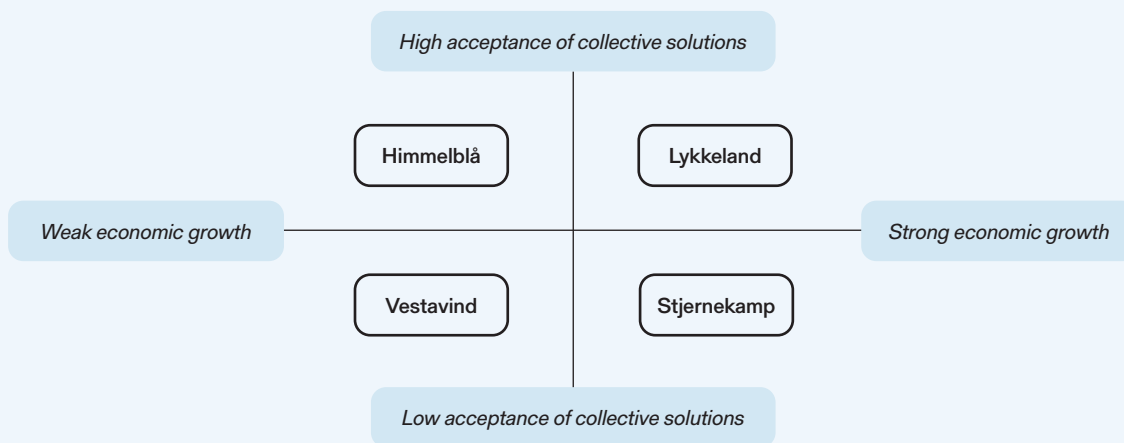 High acceptance of collective solutions
Himmelblå
Lykkeland
Weak economic growth
Strong economic growth
Vestavind
Stjernekamp
Low acceptance of collective solutions